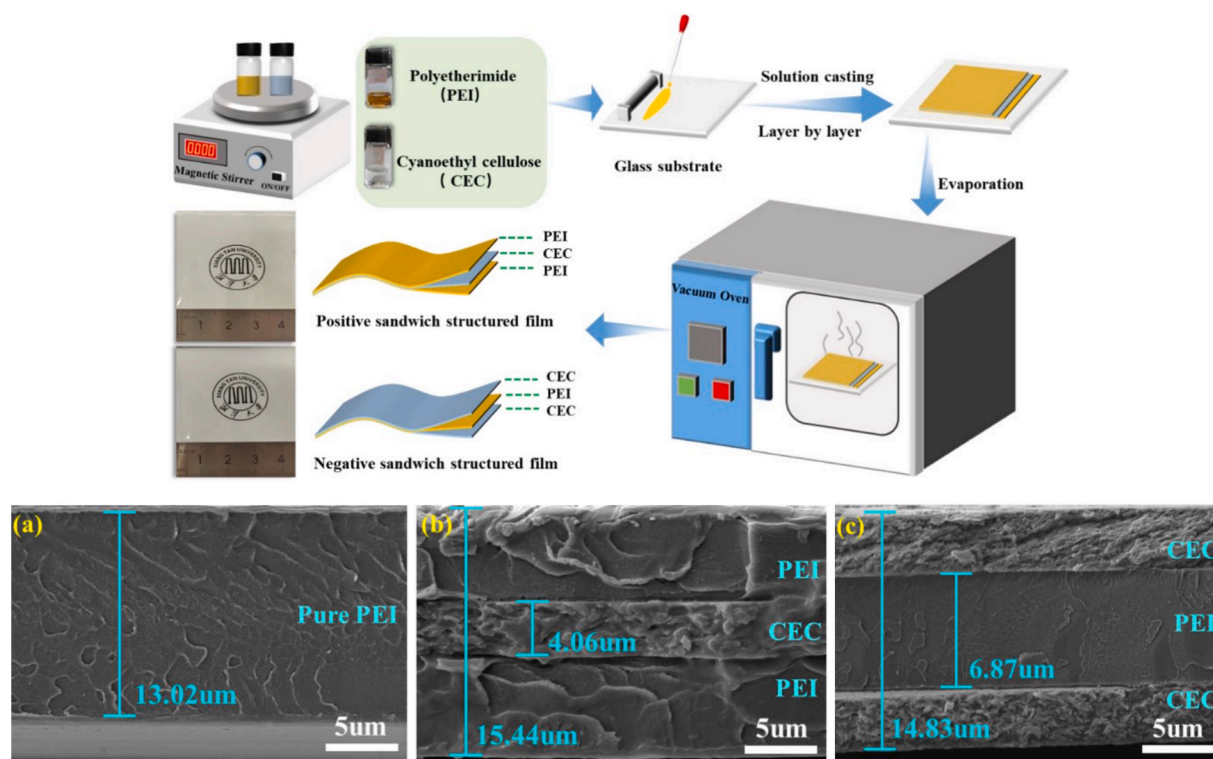 0000
Magnetic Stirrer
ON/OFF
Polyetherimide
(PEI)
Cyanoethyl cellulose
( CEC)
Glass substrate
Solution casting
Layer by layer
Evaporation
Vacuum Oven
PEI
CEC
PEI
Positive sandwich structured film
CEC
PEI
CEC
Negative sandwich structured film
1 2 3 4
1 2 3 4
(a)
Pure PEI
13.02um
5um
(b)
PEI
CEC
4.06um
PEI
15.44um
5um
(c)
CEC
PEI
6.87um
CEC
14.83um
5um